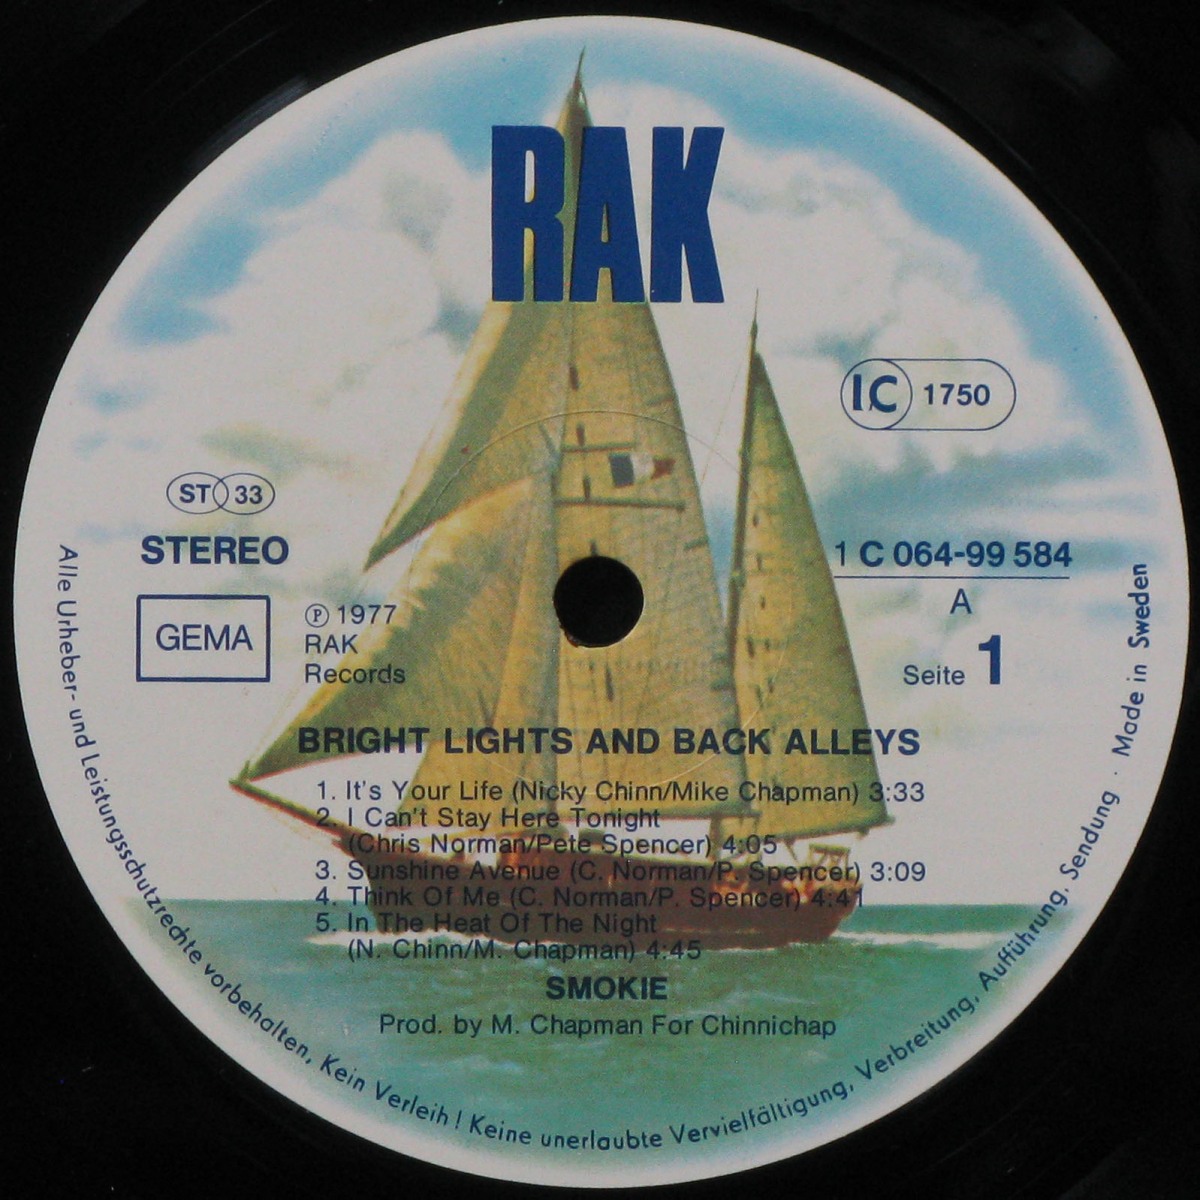 RAK
IC 1750
ST 33
STEREO
GEMA
℗ 1977
RAK
Records
1 C 064-99 584
A
Seite 1
BRIGHT LIGHTS AND BACK ALLEYS
1. It's Your Life (Nicky Chinn/Mike Chapman) 3:33
2. I Can't Stay Here Tonight
(Chris Norman/Pete Spencer) 4:05
3. Sunshine Avenue (C. Norman/P. Spencer) 3:09
4. Think Of Me (C. Norman/P. Spencer) 4:41
5. In The Heat Of The Night
(N. Chinn/M. Chapman) 4:45
SMOKIE
Prod. by M. Chapman For Chinnichap
Alle Urheber- und Leistungsschutzrechte vorbehalten, Kein Verleih! Keine unerlaubte Vervielfältigung, Verbreitung, Aufführung, Sendung · Made in Sweden